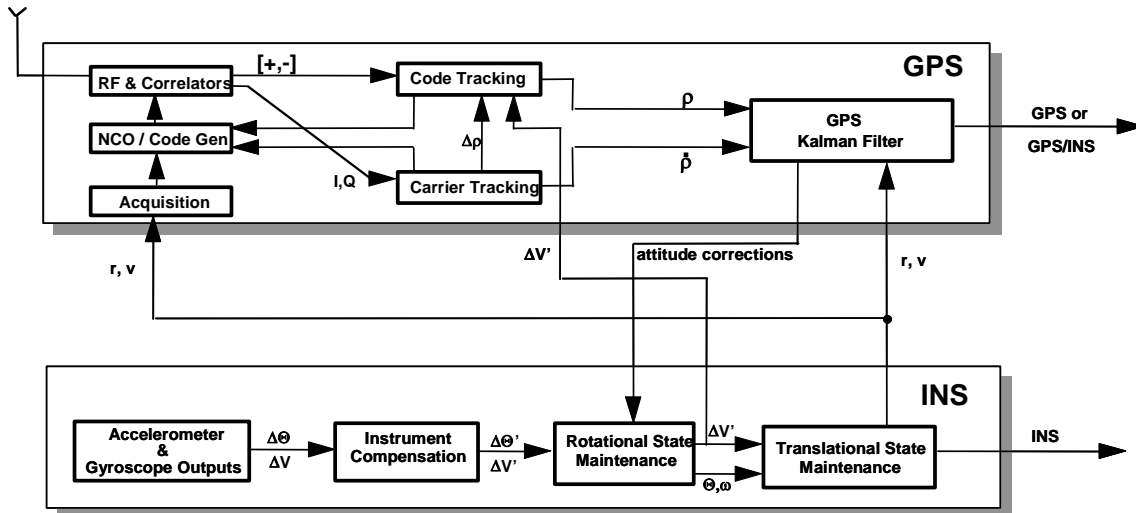 GPS
[+,-]
RF & Correlators
Code Tracking
ρ
GPS
Kalman Filter
GPS or
GPS/INS
NCO / Code Gen
Δρ
ρ̇
I,Q
Carrier Tracking
Acquisition
r, v
ΔV'
attitude corrections
r, v
INS
Accelerometer
&
Gyroscope Outputs
ΔΘ
ΔV
Instrument
Compensation
ΔΘ'
ΔV'
Rotational State
Maintenance
ΔV'
Θ,ω
Translational State
Maintenance
INS